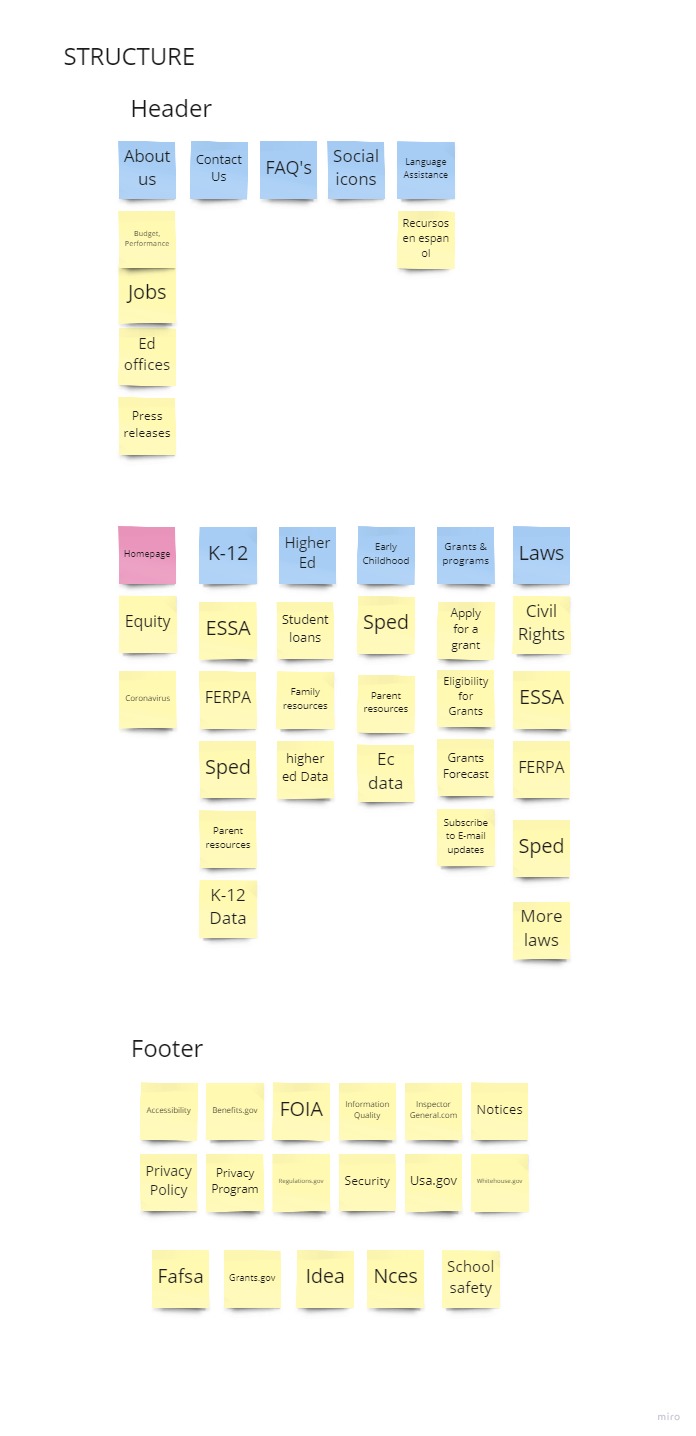 STRUCTURE
Header
About
us
Contact
Us
FAQ's
Social
icons
Language
Assistance
Budget,
Performance
Recursos
en espan
ol
Jobs
Ed
offices
Press
releases
Homepage
K-12
Higher
Ed
Early
Childhood
Grants &
programs
Laws
Equity
ESSA
Student
loans
Sped
Apply
for a
grant
Civil
Rights
Coronavirus
FERPA
Family
resources
Parent
resources
Eligibility
for
Grants
ESSA
Sped
higher
ed Data
Ec
data
Grants
Forecast
FERPA
Parent
resources
Subscribe
to E-mail
updates
Sped
K-12
Data
More
laws
Footer
Accessibility
Benefits.gov
FOIA
Information
Quality
Inspector
General.com
Notices
Privacy
Policy
Privacy
Program
Regulations.gov
Security
Usa.gov
Whitehouse.gov
Fafsa
Grants.gov
Idea
Nces
School
safety
miro